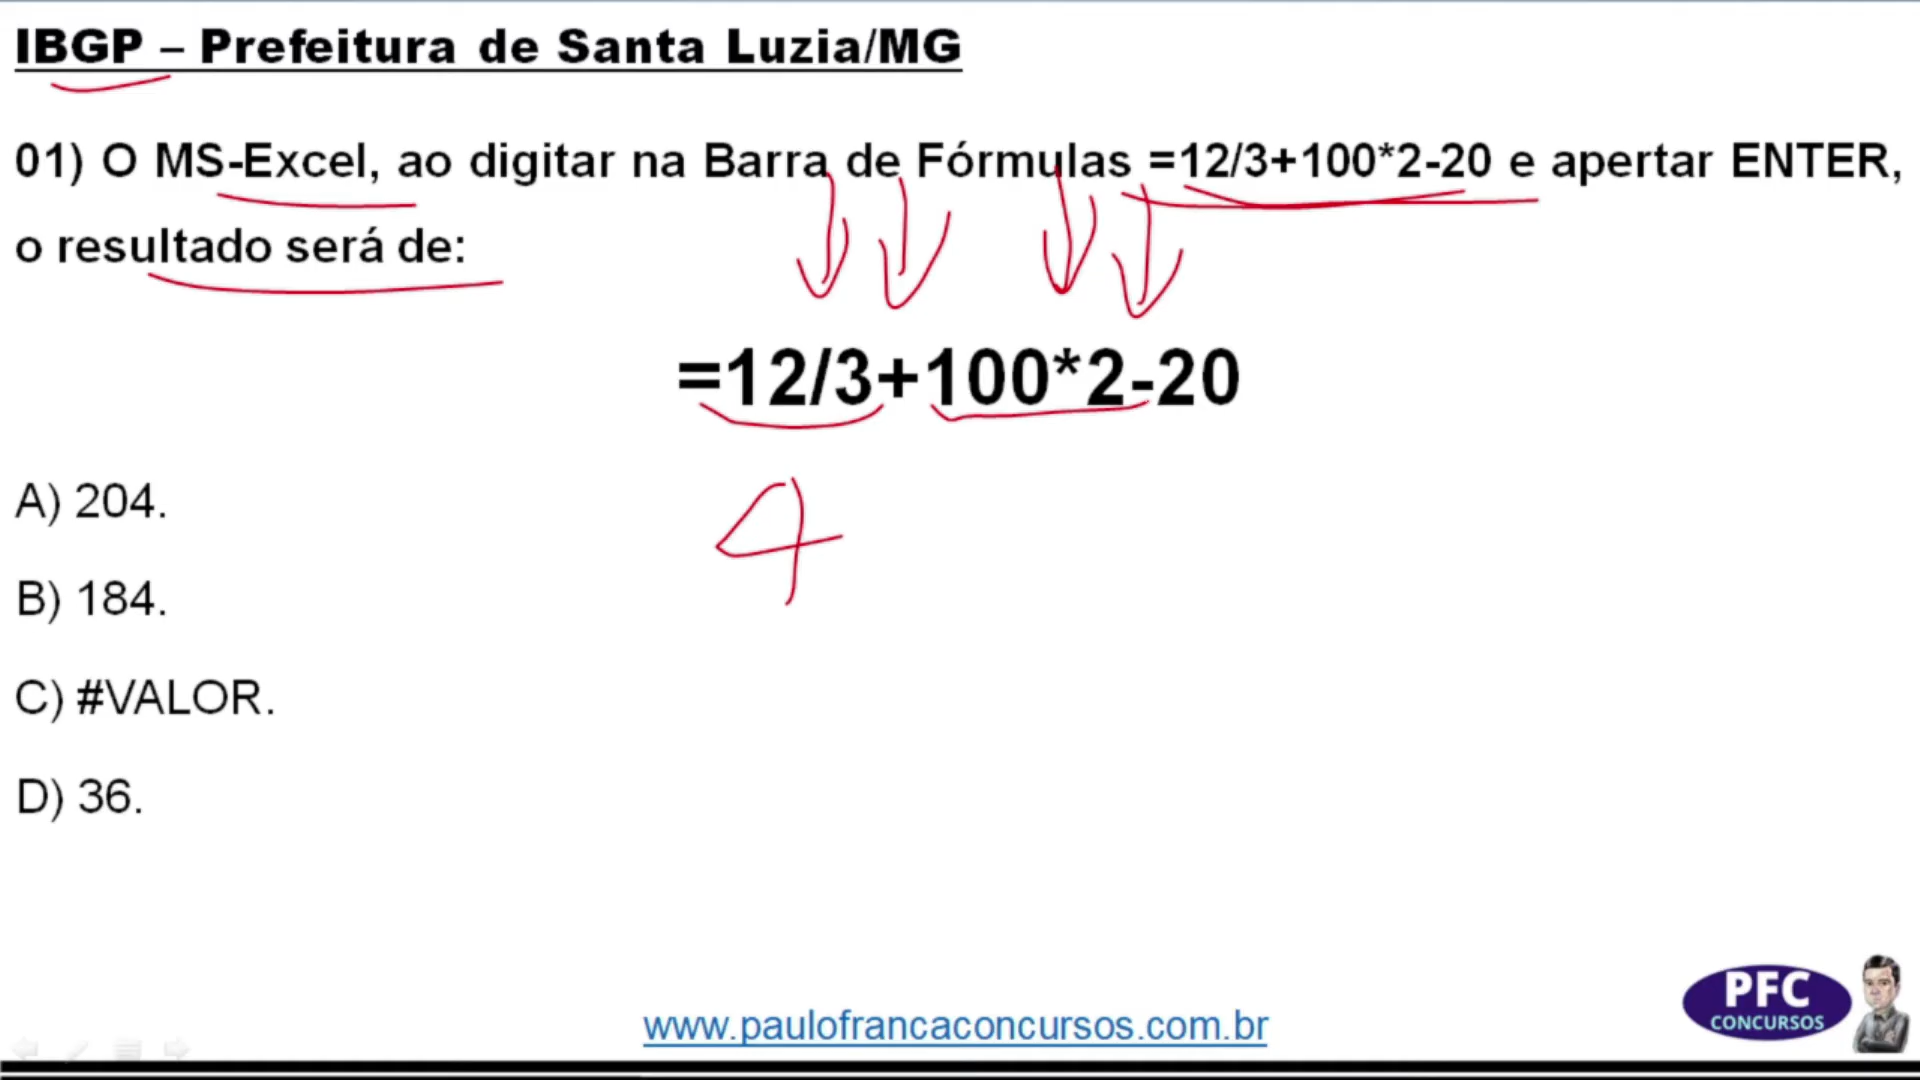 IBGP – Prefeitura de Santa Luzia/MG
01) O MS-Excel, ao digitar na Barra de Fórmulas =12/3+100*2-20 e apertar ENTER,
o resultado será de:
=12/3+100*2-20
4
A) 204.
B) 184.
C) #VALOR.
D) 36.
PFC
CONCURSOS
www.paulofrancaconcursos.com.br